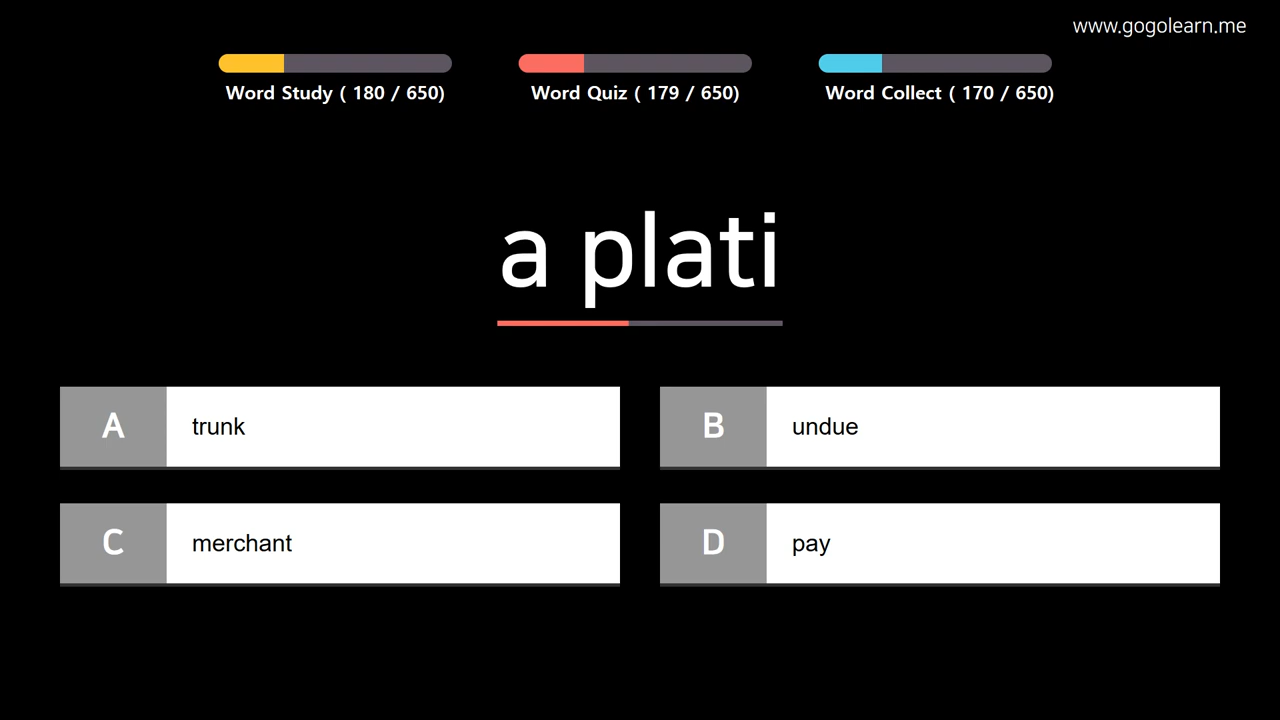 www.gogolearn.me
Word Study ( 180 / 650)
Word Quiz ( 179 / 650)
Word Collect ( 170 / 650)
a plati
A trunk
B undue
C merchant
D pay